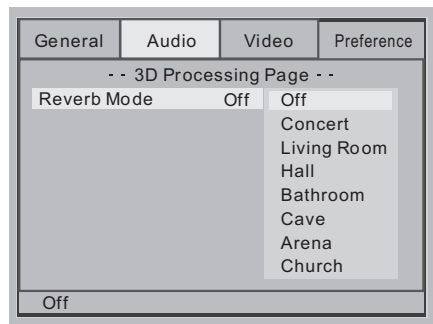 General Audio Video Preference
- - 3D Processing Page - -
Reverb Mode Off Off
Concert
Living Room
Hall
Bathroom
Cave
Arena
Church
Off